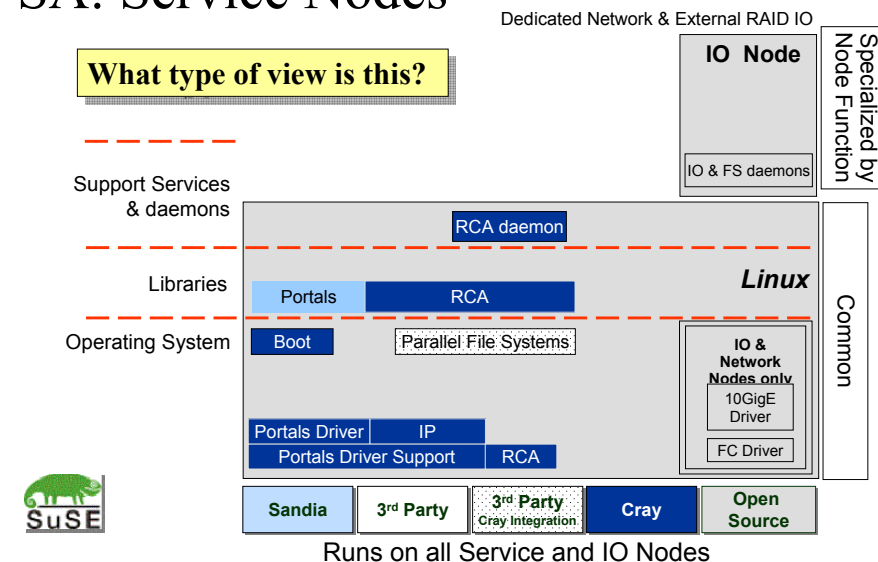 SA: Service Nodes
Dedicated Network & External RAID IO
What type of view is this?
IO Node
IO & FS daemons
Specialized by
Node Function
Support Services
& daemons
RCA daemon
Libraries
Portals
RCA
Linux
Operating System
Boot
Parallel File Systems
IO &
Network
Nodes only
10GigE
Driver
FC Driver
Common
Portals Driver
IP
Portals Driver Support
RCA
SuSE
Sandia
3rd Party
3rd Party
Cray Integration
Cray
Open
Source
Runs on all Service and IO Nodes